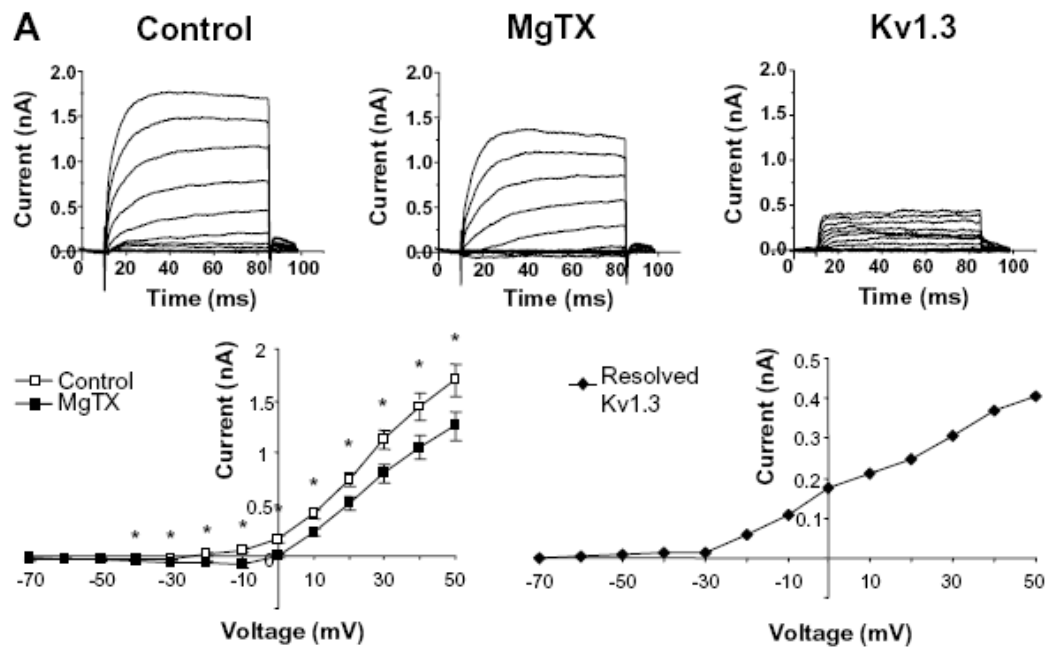 A Control MgTX Kv1.3
2.0
1.5
1.0
0.5
0.0
0 20 40 60 80 100
Current (nA)
Time (ms)
2.0
1.5
1.0
0.5
0.0
0 20 40 60 80 100
Current (nA)
Time (ms)
2.0
1.5
1.0
0.5
0.0
0 20 40 60 80 100
Current (nA)
Time (ms)
Control
MgTX
Current (nA)
2
1.5
1
0.5
0
* * * * * * * * *
-70 -50 -30 -10 10 30 50
Voltage (mV)
Resolved
Kv1.3
Current (nA)
0.5
0.4
0.3
0.2
0.1
-70 -50 -30 -10 10 30 50
Voltage (mV)